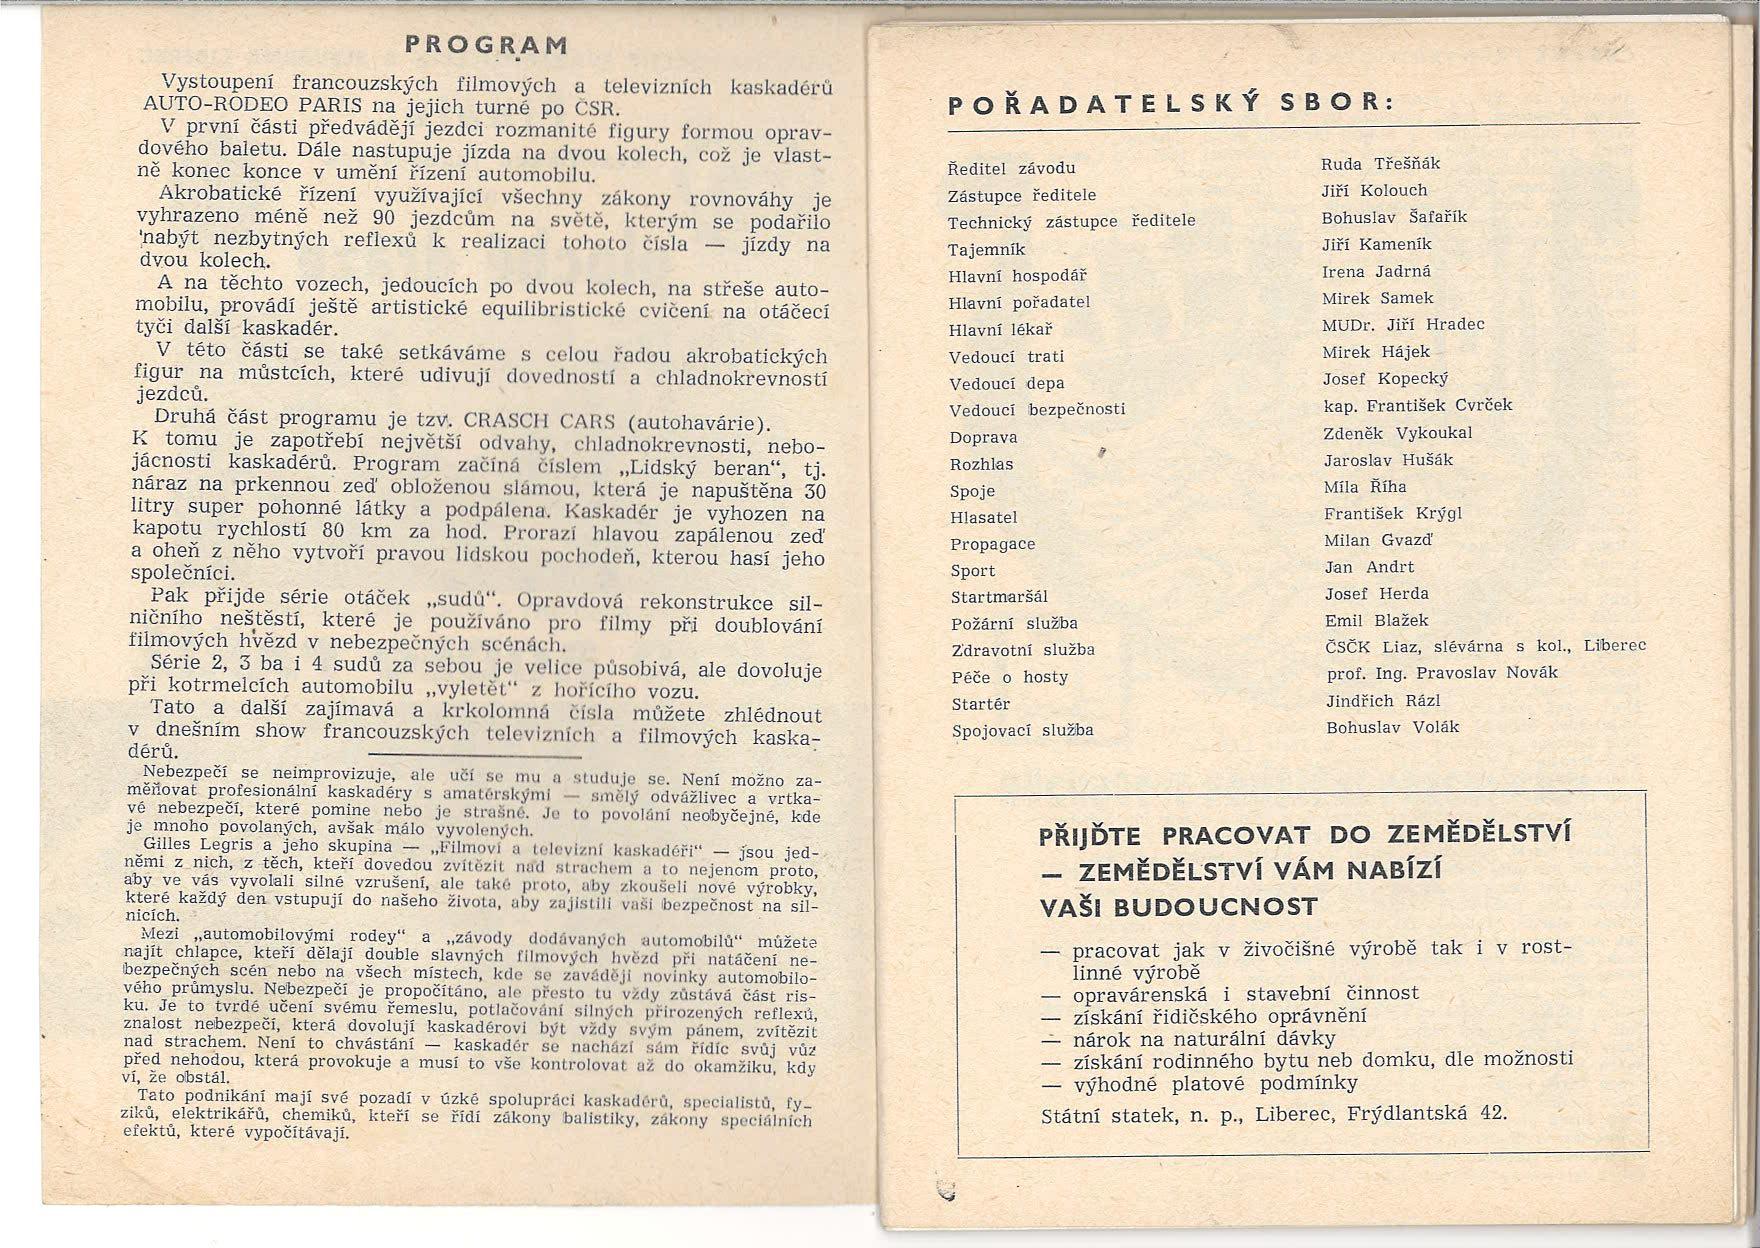 PROGRAM
Vystoupení francouzských filmových a televizních kaskadérů
AUTO-RODEO PARIS na jejich turné po ČSR.
V první části předvádějí jezdci rozmanité figury formou oprav-
dového baletu. Dále nastupuje jízda na dvou kolech, což je vlast-
ně konec konce v umění řízení automobilu.
Akrobatické řízení využívající všechny zákony rovnováhy je
vyhrazeno méně než 90 jezdcům na světě, kterým se podařilo
nabýt nezbytných reflexů k realizaci tohoto čísla — jízdy na
dvou kolech.
A na těchto vozech, jedoucích po dvou kolech, na střeše auto-
mobilu, provádí ještě artistické equilibristické cvičení na otáčecí
tyči další kaskadér.
V této části se také setkáváme s celou řadou akrobatických
figur na můstcích, které udivují dovedností a chladnokrevností
jezdců.
Druhá část programu je tzv. CRASCH CARS (autohavárie).
K tomu je zapotřebí největší odvahy, chladnokrevnosti, nebo-
jácnosti kaskadérů. Program začíná číslem „Lidský beran“, tj.
náraz na prkennou zeď obloženou slámou, která je napuštěna 30
litry super pohonné látky a podpálena. Kaskadér je vyhozen na
kapotu rychlostí 80 km za hod. Prorazí hlavou zapálenou zeď
a oheň z něho vytvoří pravou lidskou pochodeň, kterou hasí jeho
společníci.
Pak přijde série otáček „sudů“. Opravdová rekonstrukce sil-
ničního neštěstí, které je používáno pro filmy při doublování
filmových hvězd v nebezpečných scénách.
Série 2, 3 ba i 4 sudů za sebou je velice působivá, ale dovoluje
při kotrmelcích automobilu „vyletět“ z hořícího vozu.
Tato a další zajímavá a krkolomná čísla můžete zhlédnout
v dnešním show francouzských televizních a filmových kaska-
dérů.
Nebezpečí se neimprovizuje, ale učí se mu a studuje se. Není možno za-
měňovat profesionální kaskadéry s amatérskými — smělý odvážlivec a vrtka-
vé nebezpečí, které pomine nebo je strašné. Je to povolání neobyčejné, kde
je mnoho povolaných, avšak málo vyvolených.
Gilles Legris a jeho skupina — „Filmoví a televizní kaskadéři“ — jsou jed-
němi z nich, z těch, kteří dovedou zvítězit nad strachem a to nejenom proto,
aby ve vás vyvolali silné vzrušení, ale také proto, aby zkoušeli nové výrobky,
které každý den vstupují do našeho života, aby zajistili vaši bezpečnost na sil-
nicích.
Mezi „automobilovými rodey“ a „závody dodávaných automobilů“ můžete
najít chlapce, kteří dělají double slavných filmových hvězd při natáčení ne-
bezpečných scén nebo na všech místech, kde se zavádějí novinky automobilo-
vého průmyslu. Nebezpečí je propočítáno, ale přesto tu vždy zůstává část ris-
ku. Je to tvrdé učení svému řemeslu, potlačování silných přirozených reflexů,
znalost nebezpečí, která dovolují kaskadérovi být vždy svým pánem, zvítězit
nad strachem. Není to chvástání — kaskadér se nachází sám řídíc svůj vůz
před nehodou, která provokuje a musí to vše kontrolovat až do okamžiku, kdy
ví, že obstál.
Tato podnikání mají své pozadí v úzké spolupráci kaskadérů, specialistů, fy-
ziků, elektrikářů, chemiků, kteří se řídí zákony balistiky, zákony speciálních
efektů, které vypočítávají.
POŘADATELSKÝ SBOR:
Ředitel závodu Ruda Třešňák
Zástupce ředitele Jiří Kolouch
Technický zástupce ředitele Bohuslav Šafařík
Tajemník Jiří Kameník
Hlavní hospodář Irena Jadrná
Hlavní pořadatel Mirek Samek
Hlavní lékař MUDr. Jiří Hradec
Vedoucí trati Mirek Hájek
Vedoucí depa Josef Kopecký
Vedoucí bezpečnosti kap. František Cvrček
Doprava Zdeněk Vykoukal
Rozhlas Jaroslav Hušák
Spoje Míla Říha
Hlasatel František Krýgl
Propagace Milan Gvazď
Sport Jan Andrt
Startmaršál Josef Herda
Požární služba Emil Blažek
Zdravotní služba ČSČK Liaz, slévárna s kol., Liberec
Péče o hosty prof. Ing. Pravoslav Novák
Startér Jindřich Rázl
Spojovací služba Bohuslav Volák
PŘIJĎTE PRACOVAT DO ZEMĚDĚLSTVÍ
— ZEMĚDĚLSTVÍ VÁM NABÍZÍ
VAŠI BUDOUCNOST
— pracovat jak v živočišné výrobě tak i v rost-
linné výrobě
— opravárenská i stavební činnost
— získání řidičského oprávnění
— nárok na naturální dávky
— získání rodinného bytu neb domku, dle možnosti
— výhodné platové podmínky
Státní statek, n. p., Liberec, Frýdlantská 42.